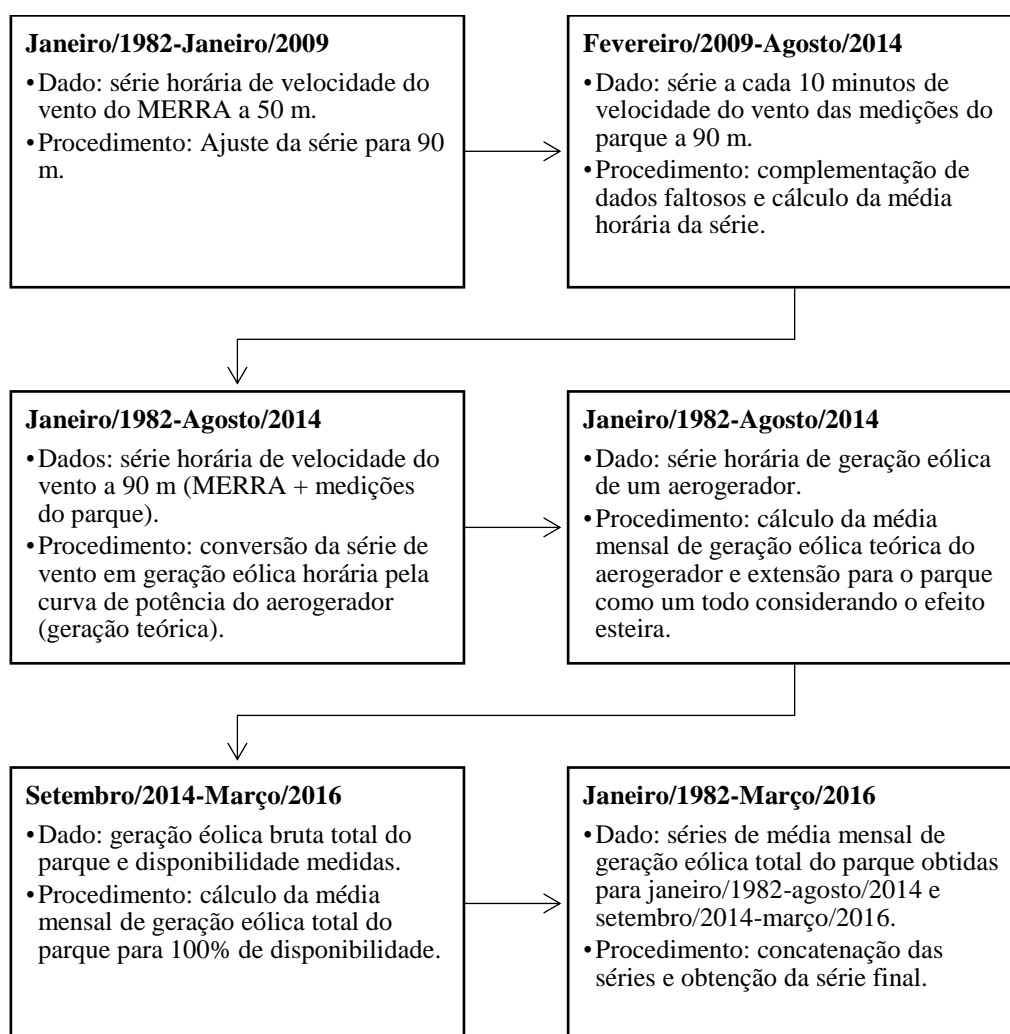 Janeiro/1982-Janeiro/2009
•Dado: série horária de velocidade do
vento do MERRA a 50 m.
•Procedimento: Ajuste da série para 90
m.
Fevereiro/2009-Agosto/2014
•Dado: série a cada 10 minutos de
velocidade do vento das medições do
parque a 90 m.
•Procedimento: complementação de
dados faltosos e cálculo da média
horária da série.
Janeiro/1982-Agosto/2014
•Dados: série horária de velocidade do
vento a 90 m (MERRA + medições
do parque).
•Procedimento: conversão da série de
vento em geração eólica horária pela
curva de potência do aerogerador
(geração teórica).
Janeiro/1982-Agosto/2014
•Dado: série horária de geração eólica
de um aerogerador.
•Procedimento: cálculo da média
mensal de geração eólica teórica do
aerogerador e extensão para o parque
como um todo considerando o efeito
esteira.
Setembro/2014-Março/2016
•Dado: geração éolica bruta total do
parque e disponibilidade medidas.
•Procedimento: cálculo da média
mensal de geração eólica total do
parque para 100% de disponibilidade.
Janeiro/1982-Março/2016
•Dado: séries de média mensal de
geração eólica total do parque obtidas
para janeiro/1982-agosto/2014 e
setembro/2014-março/2016.
•Procedimento: concatenação das
séries e obtenção da série final.